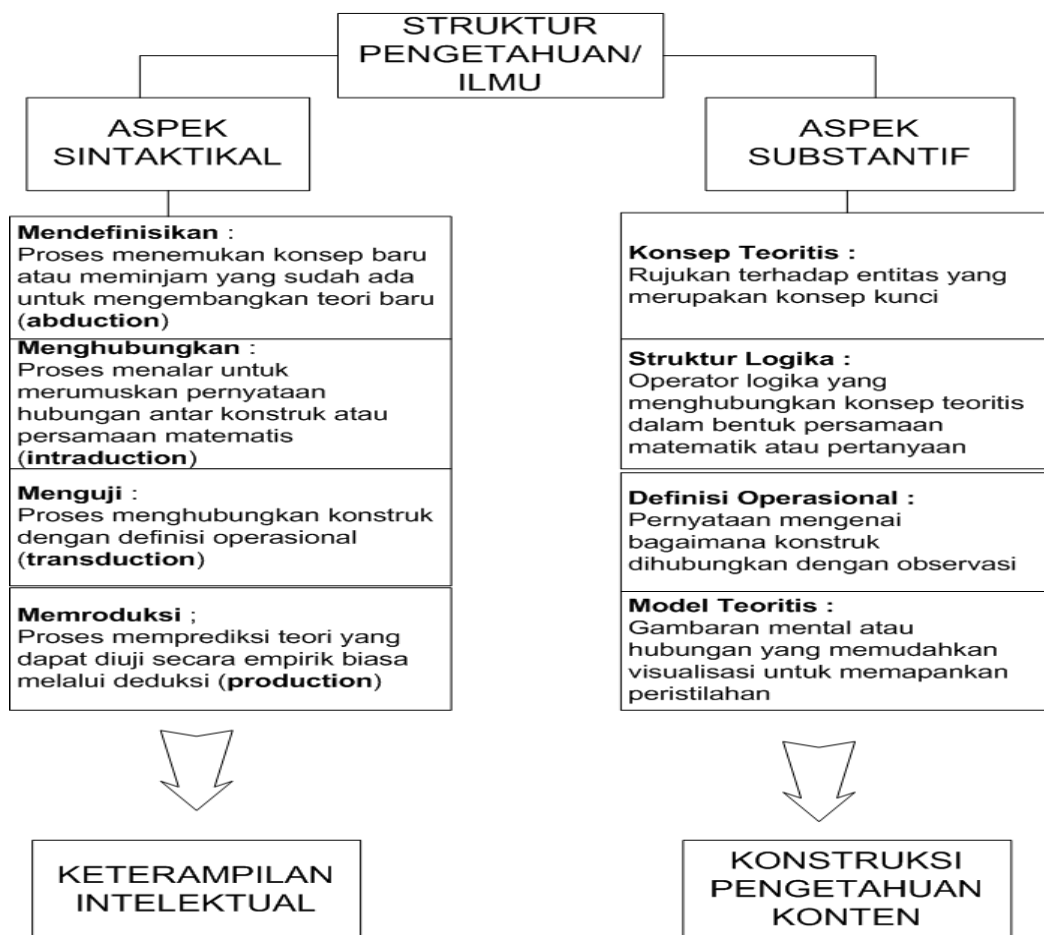 STRUKTUR
PENGETAHUAN/
ILMU
ASPEK
SINTAKTIKAL
ASPEK
SUBSTANTIF
Mendefinisikan :
Proses menemukan konsep baru
atau meminjam yang sudah ada
untuk mengembangkan teori baru
(abduction)
Menghubungkan :
Proses menalar untuk
merumuskan pernyataan
hubungan antar konstruk atau
persamaan matematis
(intraduction)
Menguji :
Proses menghubungkan konstruk
dengan definisi operasional
(transduction)
Memroduksi ;
Proses memprediksi teori yang
dapat diuji secara empirik biasa
melalui deduksi (production)
Konsep Teoritis :
Rujukan terhadap entitas yang
merupakan konsep kunci
Struktur Logika :
Operator logika yang
menghubungkan konsep teoritis
dalam bentuk persamaan
matematik atau pertanyaan
Definisi Operasional :
Pernyataan mengenai
bagaimana konstruk
dihubungkan dengan observasi
Model Teoritis :
Gambaran mental atau
hubungan yang memudahkan
visualisasi untuk memapankan
peristilahan
KETERAMPILAN
INTELEKTUAL
KONSTRUKSI
PENGETAHUAN
KONTEN